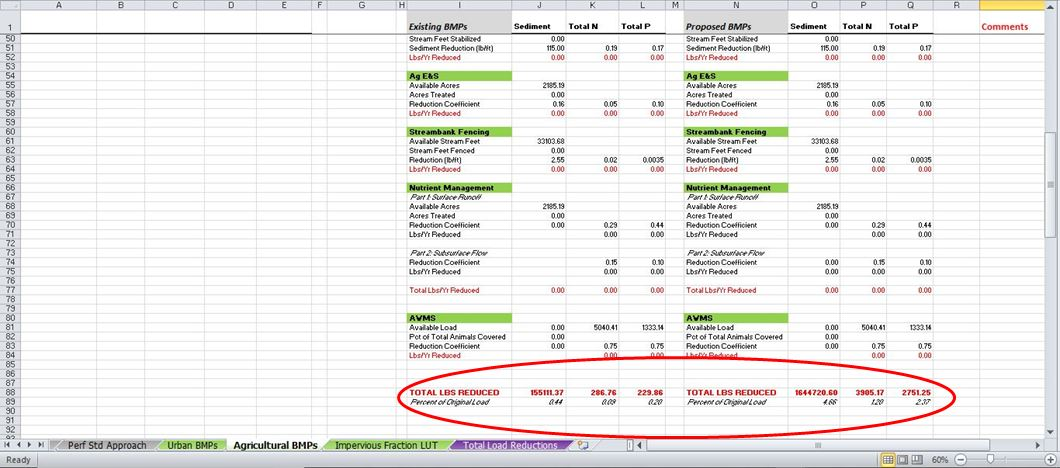 A B C D E F G H I J K L M N O P Q R S
1 Existing BMPs Sediment Total N Total P Proposed BMPs Sediment Total N Total P Comments
50 Stream Feet Stabilized 0.00 Stream Feet Stabilized 0.00
51 Sediment Reduction (lb/ft) 115.00 0.19 0.17 Sediment Reduction (lb/ft) 115.00 0.19 0.17
52 Lbs/Yr Reduced 0.00 0.00 0.00 Lbs/Yr Reduced 0.00 0.00 0.00
53
54 Ag E&S Ag E&S
55 Available Acres 2185.19 Available Acres 2185.19
56 Acres Treated 0.00 Acres Treated 0.00
57 Reduction Coefficient 0.16 0.05 0.10 Reduction Coefficient 0.16 0.05 0.10
58 Lbs/Yr Reduced 0.00 0.00 0.00 Lbs/Yr Reduced 0.00 0.00 0.00
59
60 Streambank Fencing Streambank Fencing
61 Available Stream Feet 33103.68 Available Stream Feet 33103.68
62 Stream Feet Fenced 0.00 Stream Feet Fenced 0.00
63 Reduction (lb/ft) 2.55 0.02 0.0035 Reduction (lb/ft) 2.55 0.02 0.0035
64 Lbs/Yr Reduced 0.00 0.00 0.00 Lbs/Yr Reduced 0.00 0.00 0.00
65
66 Nutrient Management Nutrient Management
67 Part 1: Surface Runoff Part 1: Surface Runoff
68 Available Acres 2185.19 Available Acres 2185.19
69 Acres Treated 0.00 Acres Treated 0.00
70 Reduction Coefficient 0.00 0.29 0.44 Reduction Coefficient 0.00 0.29 0.44
71 Lbs/Yr Reduced 0.00 0.00 Lbs/Yr Reduced 0.00 0.00
72
73 Part 2: Subsurface Flow Part 2: Subsurface Flow
74 Reduction Coefficient 0.15 0.10 Reduction Coefficient 0.15 0.10
75 Lbs/Yr Reduced 0.00 0.00 Lbs/Yr Reduced 0.00 0.00
76
77 Total Lbs/Yr Reduced 0.00 0.00 0.00 Total Lbs/Yr Reduced 0.00 0.00 0.00
78
79
80 AWMS AWMS
81 Available Load 0.00 5040.41 1333.14 Available Load 0.00 5040.41 1333.14
82 Pct of Total Animals Covered 0.00 Pct of Total Animals Covered 0.00
83 Reduction Coefficient 0.00 0.75 0.75 Reduction Coefficient 0.00 0.75 0.75
84 Lbs/Yr Reduced 0.00 0.00 Lbs/Yr Reduced 0.00 0.00
85
86
87
88 TOTAL LBS REDUCED 155111.37 286.76 229.86 TOTAL LBS REDUCED 1644720.60 3905.17 2751.25
89 Percent of Original Load 0.44 0.09 0.20 Percent of Original Load 4.66 1.20 2.37
90
91
92
Perf Std Approach Urban BMPs Agricultural BMPs Impervious Fraction LUT Total Load Reductions
Ready 60%